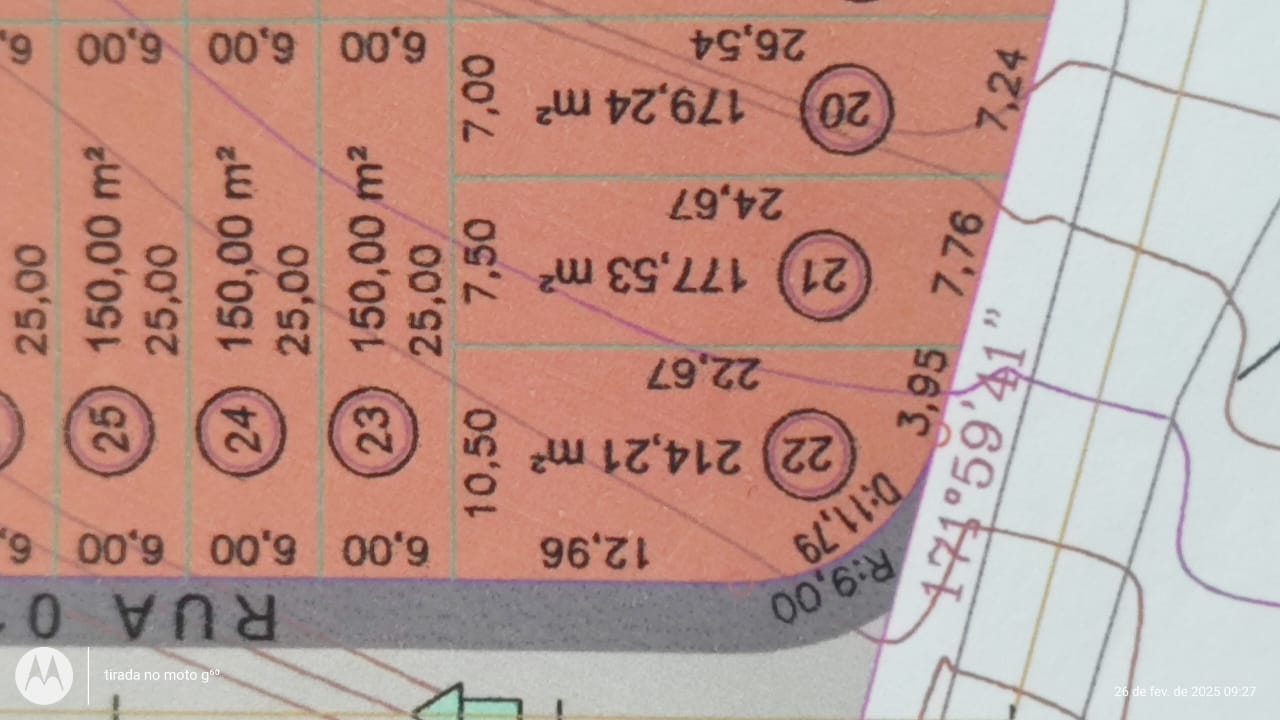 6,00
6,00
6,00
26,54
7,00
179,24 m²
20
7,24
24,67
150,00 m²
25,00
150,00 m²
25,00
150,00 m²
25,00
25,00
7,50
177,53 m²
21
7,76
22,67
25
24
23
10,50
214,21 m²
22
3,95
12,96
D:11,79
R:9,00
6,00
6,00
6,00
171°59'41"
RUA 0
tirada no moto g⁶⁰
26 de fev. de 2025 09:27